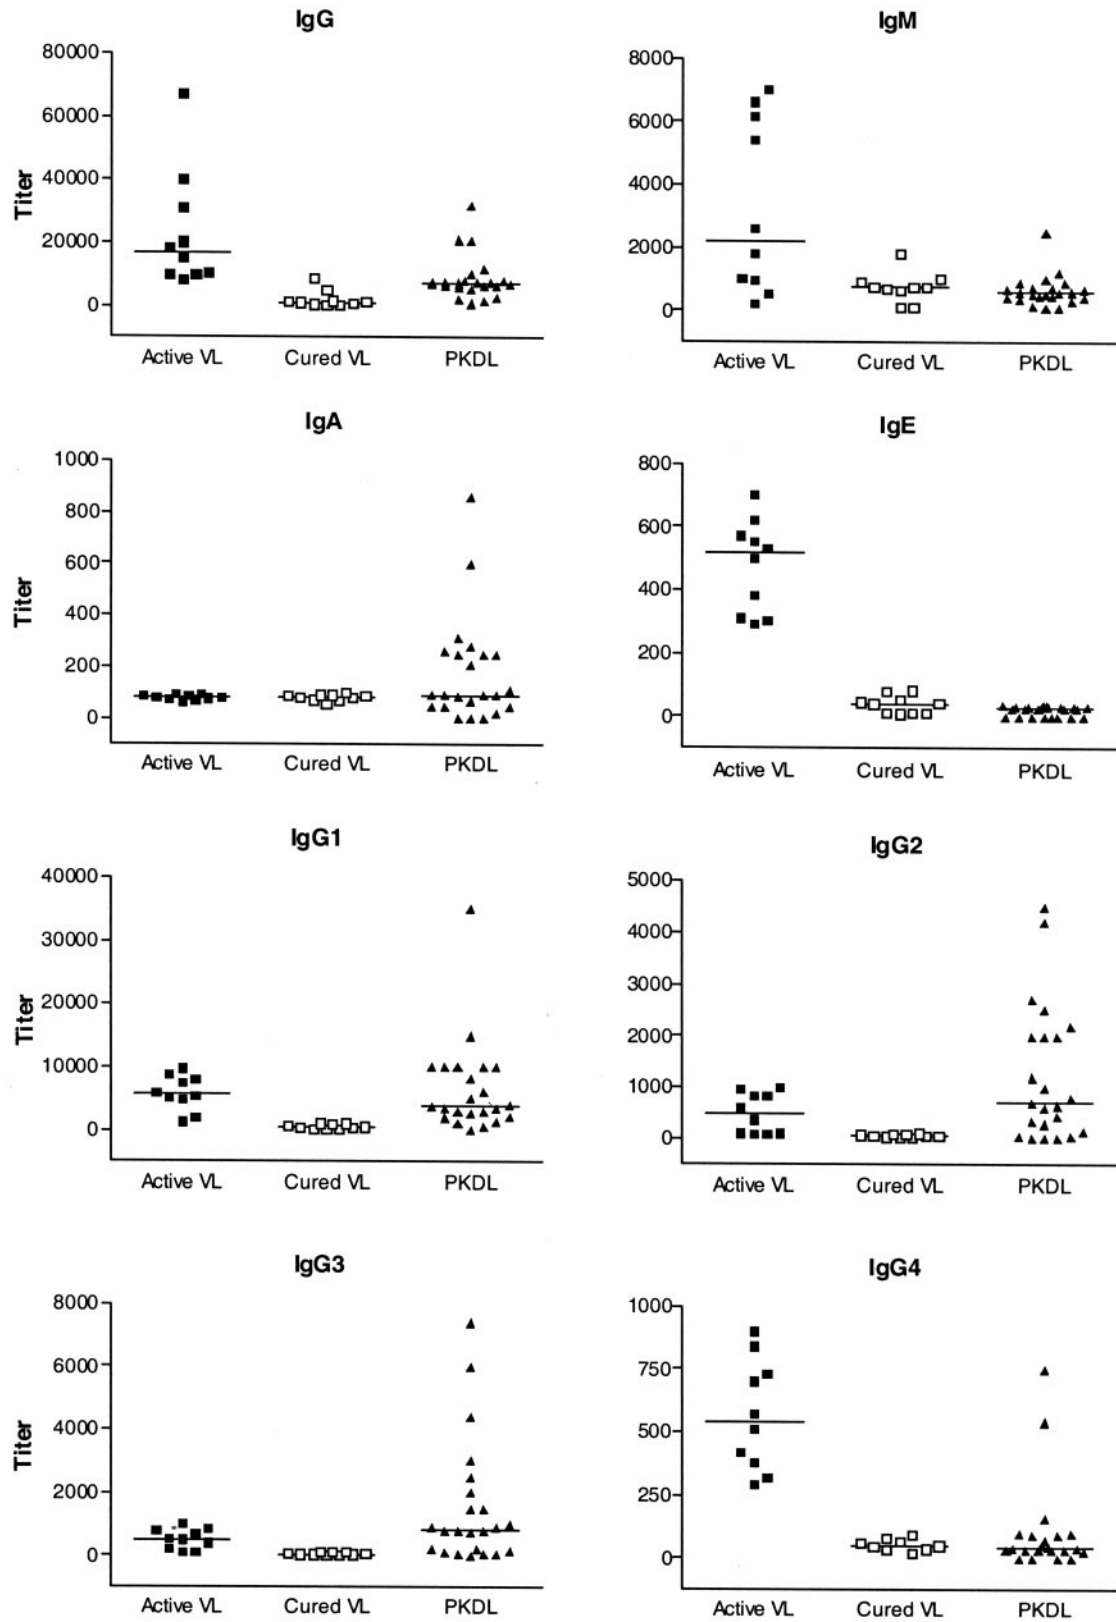 IgG
80000
60000
40000
20000
0
Titer
Active VL
Cured VL
PKDL
IgM
8000
6000
4000
2000
0
Active VL
Cured VL
PKDL
IgA
1000
800
600
400
200
0
Titer
Active VL
Cured VL
PKDL
IgE
800
600
400
200
0
Active VL
Cured VL
PKDL
IgG1
40000
30000
20000
10000
0
Titer
Active VL
Cured VL
PKDL
IgG2
5000
4000
3000
2000
1000
0
Active VL
Cured VL
PKDL
IgG3
8000
6000
4000
2000
0
Titer
Active VL
Cured VL
PKDL
IgG4
1000
750
500
250
0
Active VL
Cured VL
PKDL